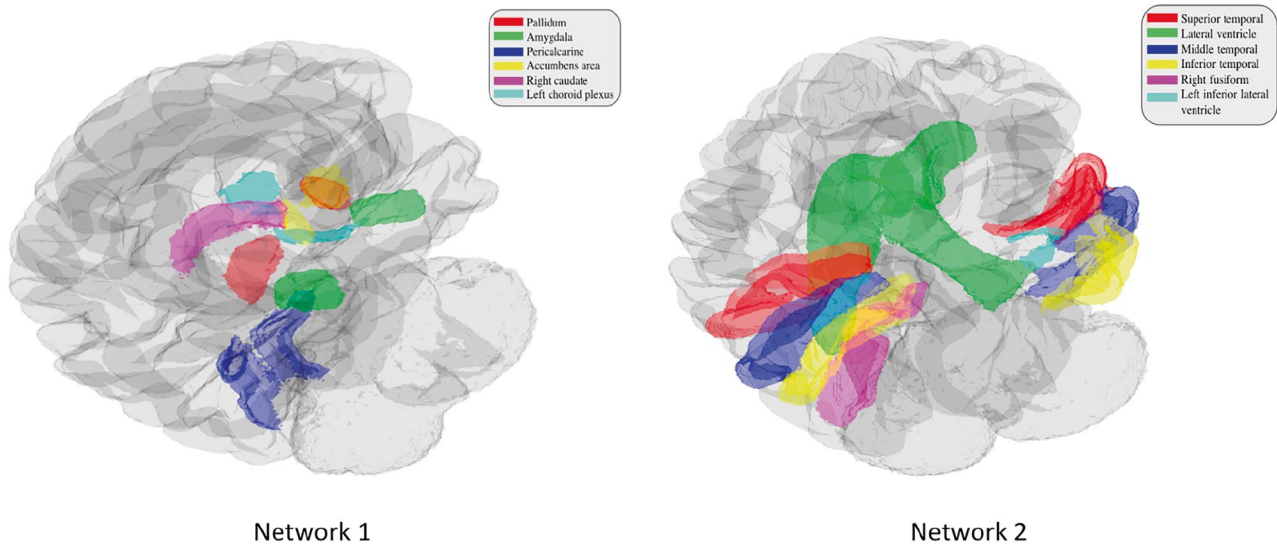 Pallidum
Amygdala
Pericalcarine
Accumbens area
Right caudate
Left choroid plexus
Superior temporal
Lateral ventricle
Middle temporal
Inferior temporal
Right fusiform
Left inferior lateral
ventricle
Network 1
Network 2